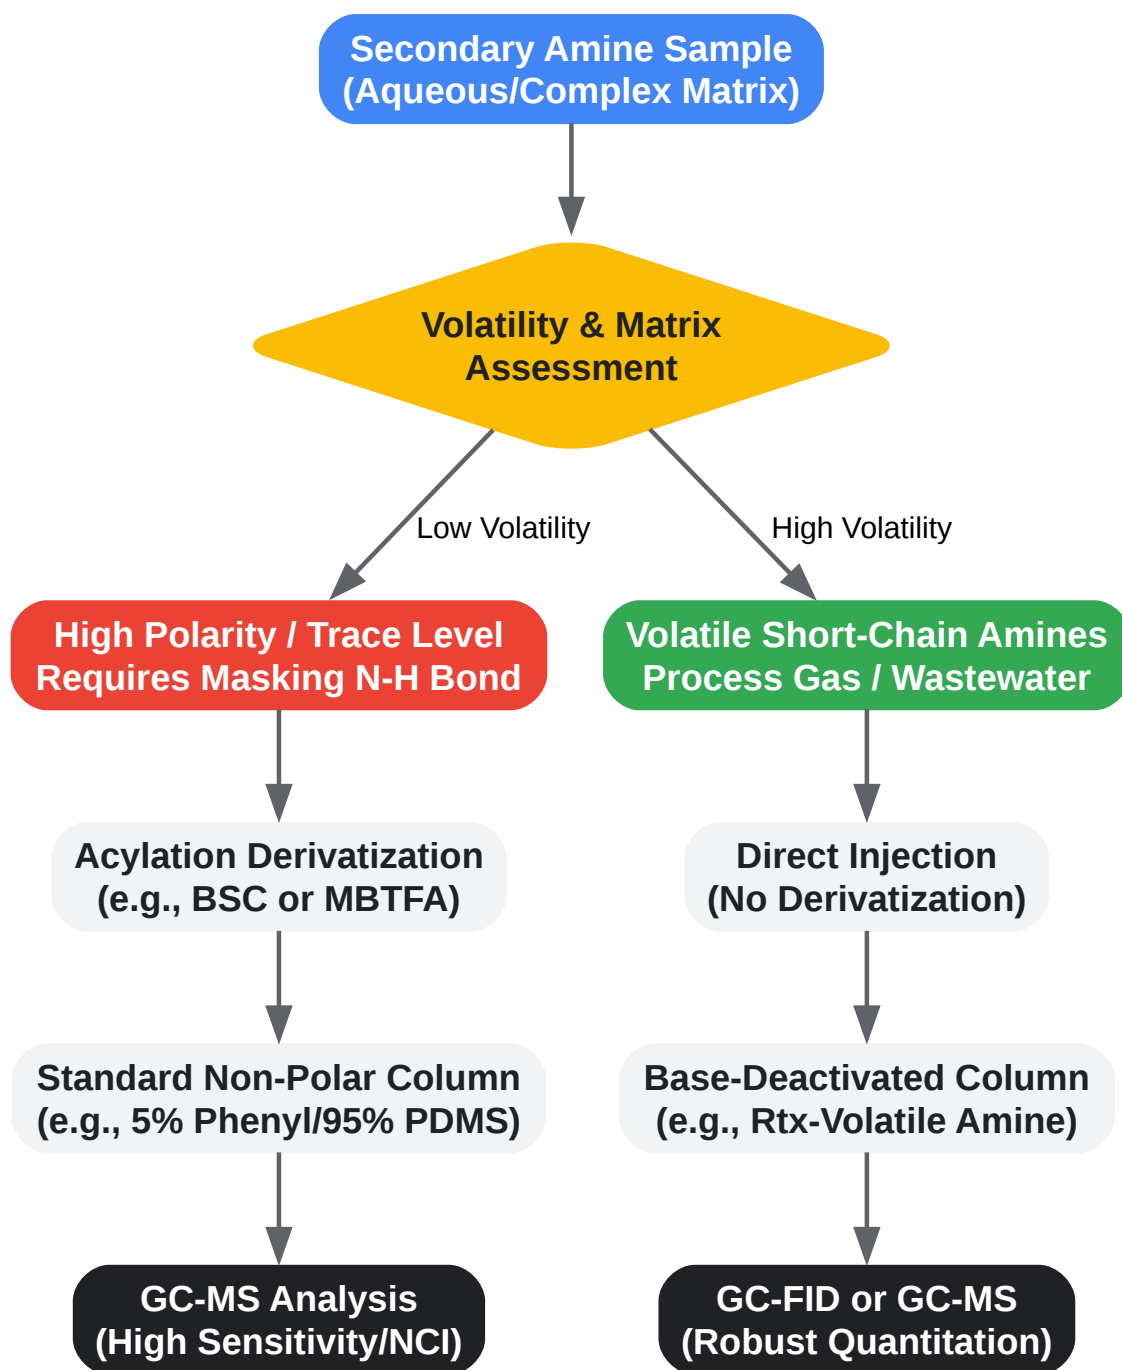 Secondary Amine Sample
(Aqueous/Complex Matrix)
Volatility & Matrix
Assessment
Low Volatility
High Volatility
High Polarity / Trace Level
Requires Masking N-H Bond
Volatile Short-Chain Amines
Process Gas / Wastewater
Acylation Derivatization
(e.g., BSC or MBTFA)
Direct Injection
(No Derivatization)
Standard Non-Polar Column
(e.g., 5% Phenyl/95% PDMS)
Base-Deactivated Column
(e.g., Rtx-Volatile Amine)
GC-MS Analysis
(High Sensitivity/NCI)
GC-FID or GC-MS
(Robust Quantitation)